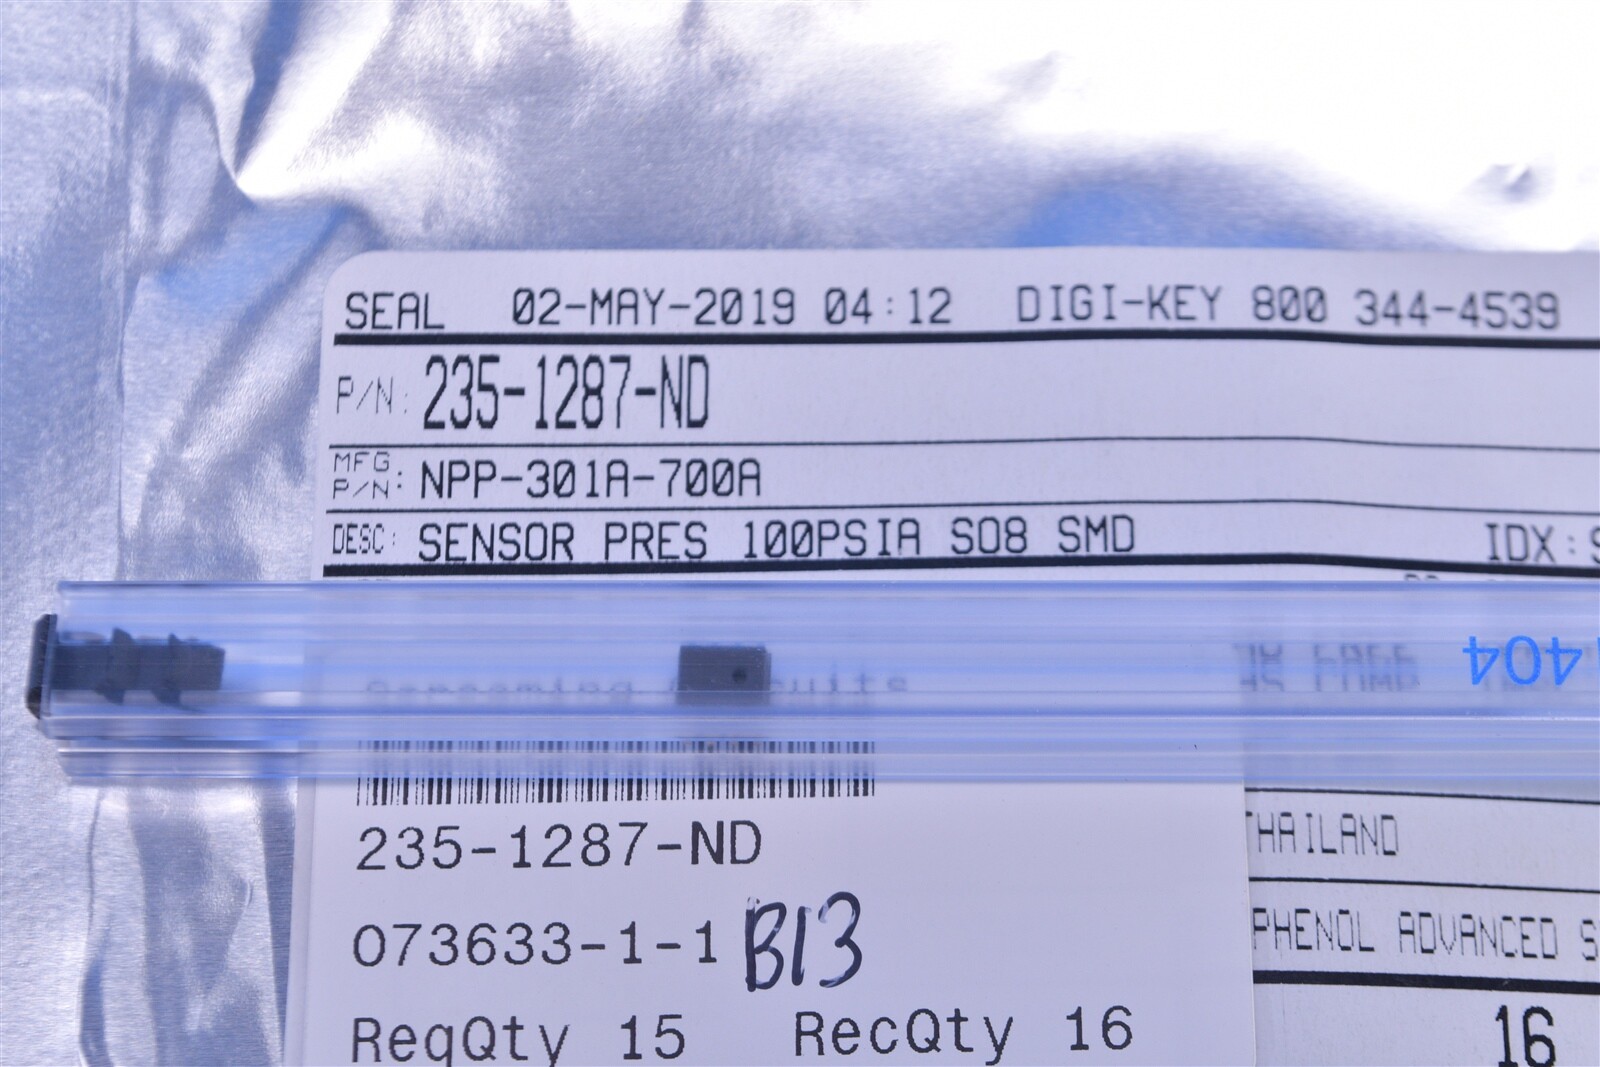 SEAL 02-MAY-2019 04:12 DIGI-KEY 800 344-4539
P/N: 235-1287-ND
MFG P/N: NPP-301A-700A
DESC: SENSOR PRES 100PSIA SO8 SMD IDX:
404
235-1287-ND
HAILAND
073633-1-1 B13
PHENOL ADVANCED S
ReqQty 15 RecQty 16
16